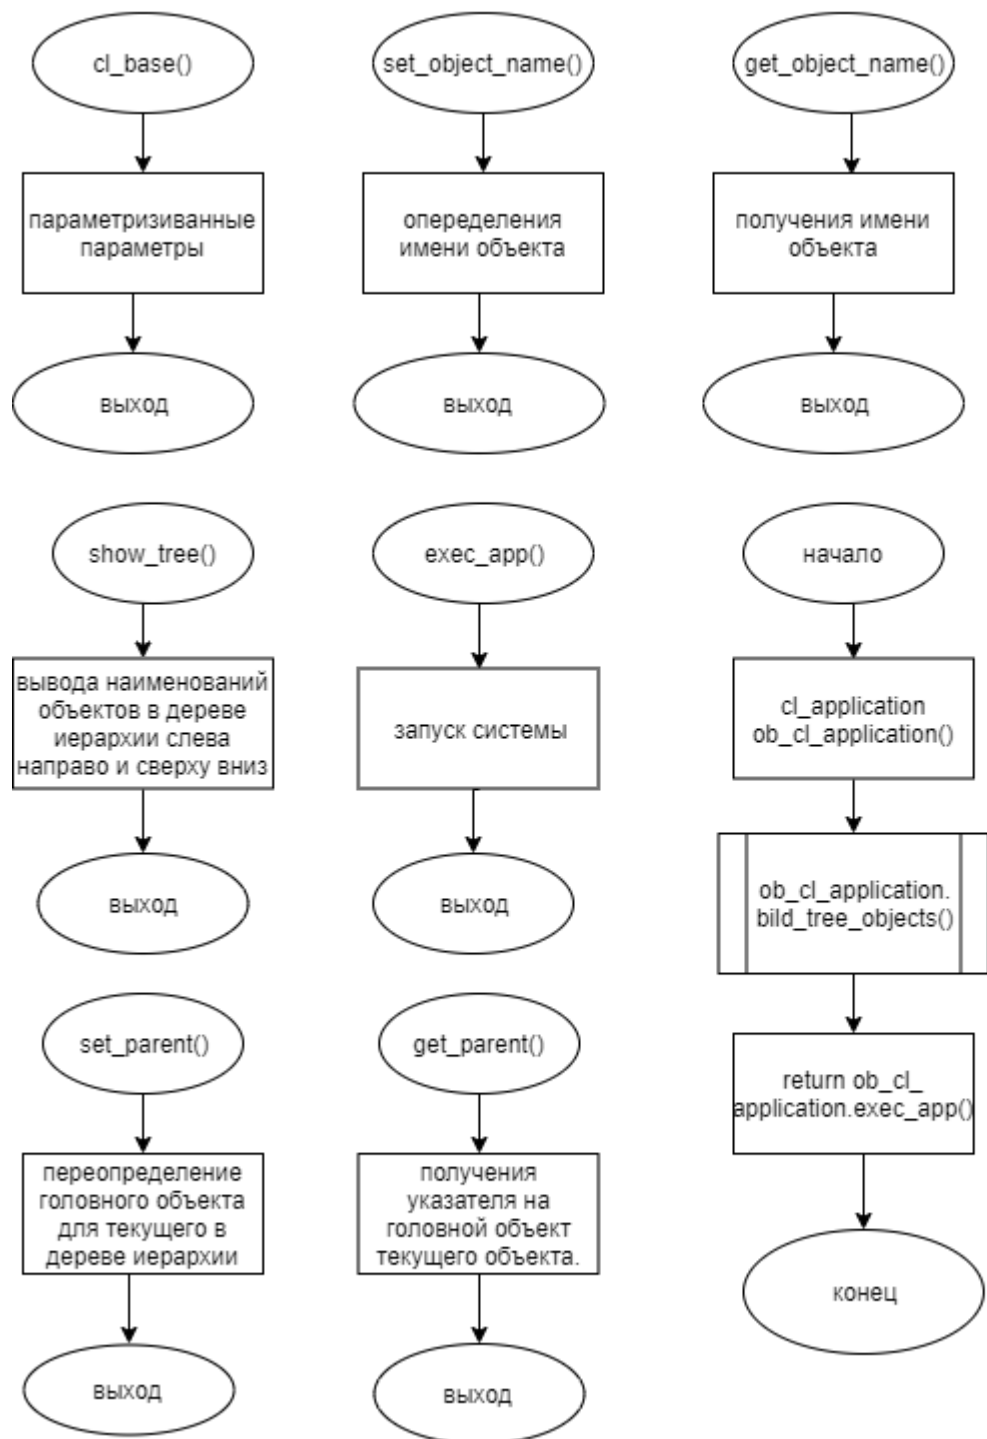 cl_base()
параметризиванные
параметры
выход
set_object_name()
опеределения
имени объекта
выход
get_object_name()
получения имени
объекта
выход
show_tree()
вывода наименований
объектов в дереве
иерархии слева
направо и сверху вниз
выход
exec_app()
запуск системы
выход
начало
cl_application
ob_cl_application()
ob_cl_application.
bild_tree_objects()
return ob_cl_
application.exec_app()
конец
set_parent()
переопределение
головного объекта
для текущего в
дереве иерархии
выход
get_parent()
получения
указателя на
головной объект
текущего объекта.
выход